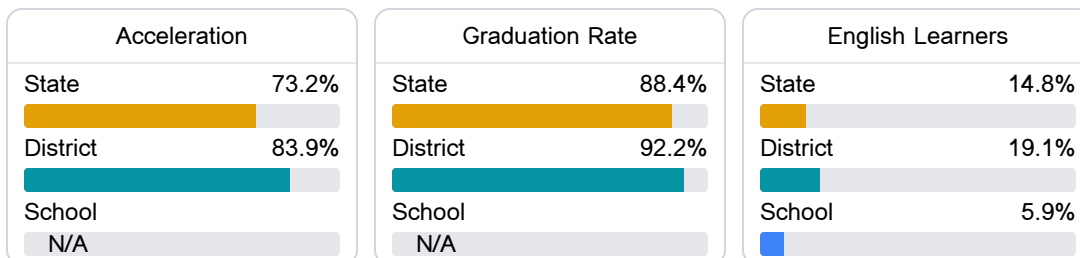 Acceleration
State 73.2%
District 83.9%
School
N/A
Graduation Rate
State 88.4%
District 92.2%
School
N/A
English Learners
State 14.8%
District 19.1%
School 5.9%